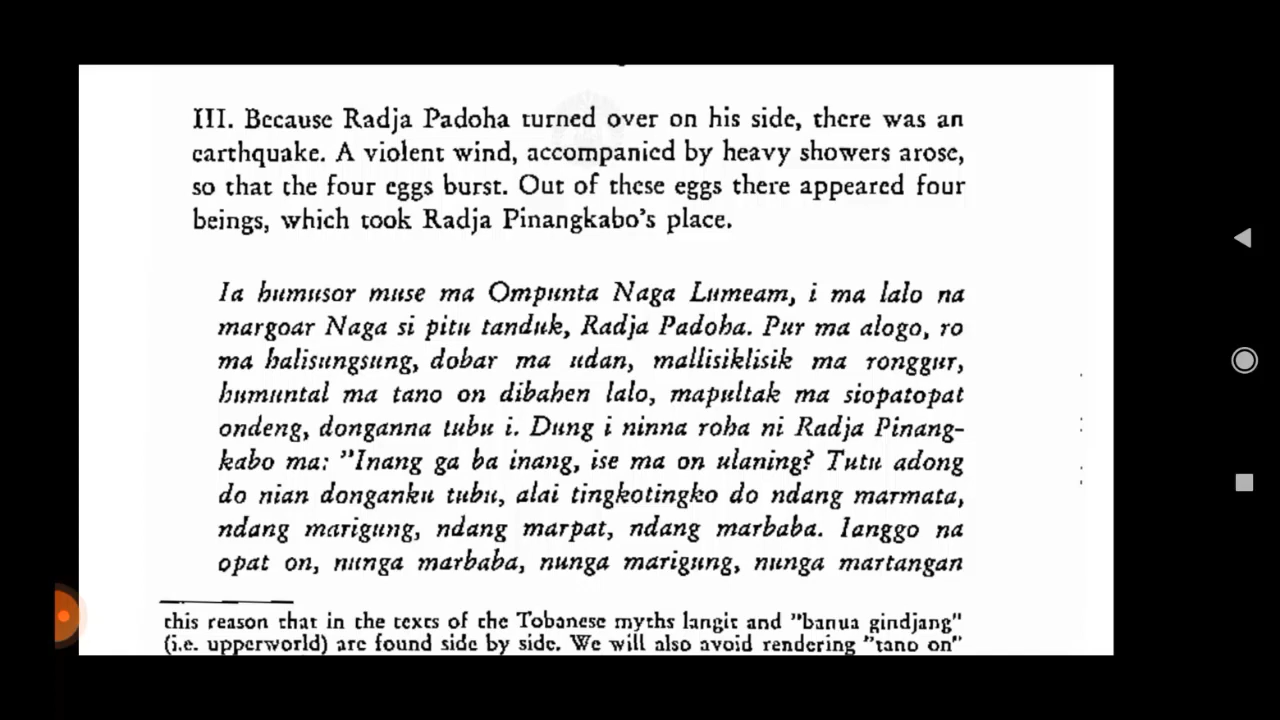 III. Because Radja Padoha turned over on his side, there was an
earthquake. A violent wind, accompanied by heavy showers arose,
so that the four eggs burst. Out of these eggs there appeared four
beings, which took Radja Pinangkabo's place.
Ia humusor muse ma Ompunta Naga Lumeam, i ma lalo na
margoar Naga si pitu tanduk, Radja Padoha. Pur ma alogo, ro
ma halisungsung, dobar ma udan, mallisiklisik ma ronggur,
humuntal ma tano on dibahen lalo, mapultak ma siopatopat
ondeng, donganna tubu i. Dung i ninna roha ni Radja Pinang-
kabo ma: "Inang ga ba inang, ise ma on ulaning? Tutu adong
do nian donganku tubu, alai tingkotingko do ndang marmata,
ndang marigung, ndang marpat, ndang marbaba. Ianggo na
opat on, nunga marbaba, nunga marigung, nunga martangan
this reason that in the texts of the Tobanese myths langit and "banua gindjang"
(i.e. upperworld) are found side by side. We will also avoid rendering "tano on"